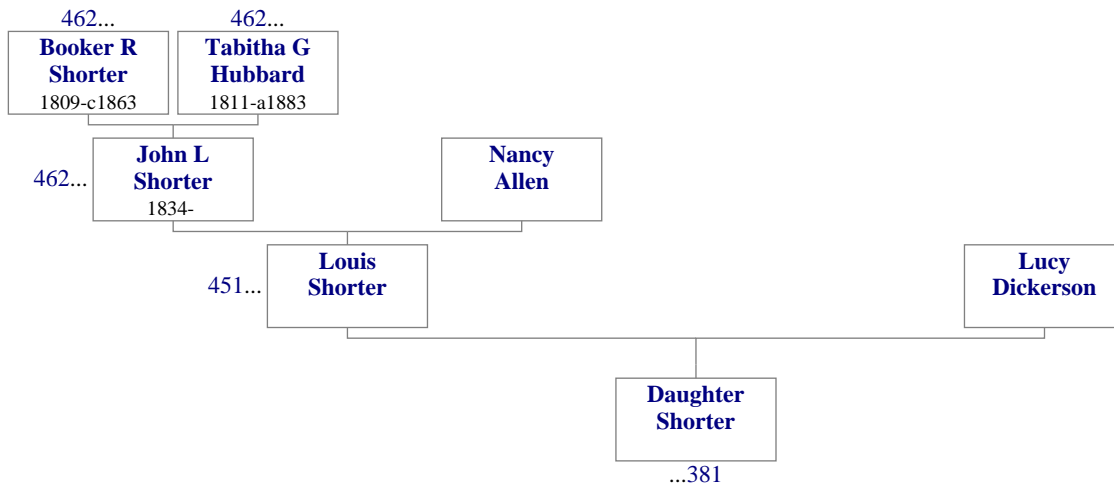 462...
462...
Booker R
Shorter
1809-c1863
Tabitha G
Hubbard
1811-a1883
462...
John L
Shorter
1834-
Nancy
Allen
451...
Louis
Shorter
Lucy
Dickerson
Daughter
Shorter
...381